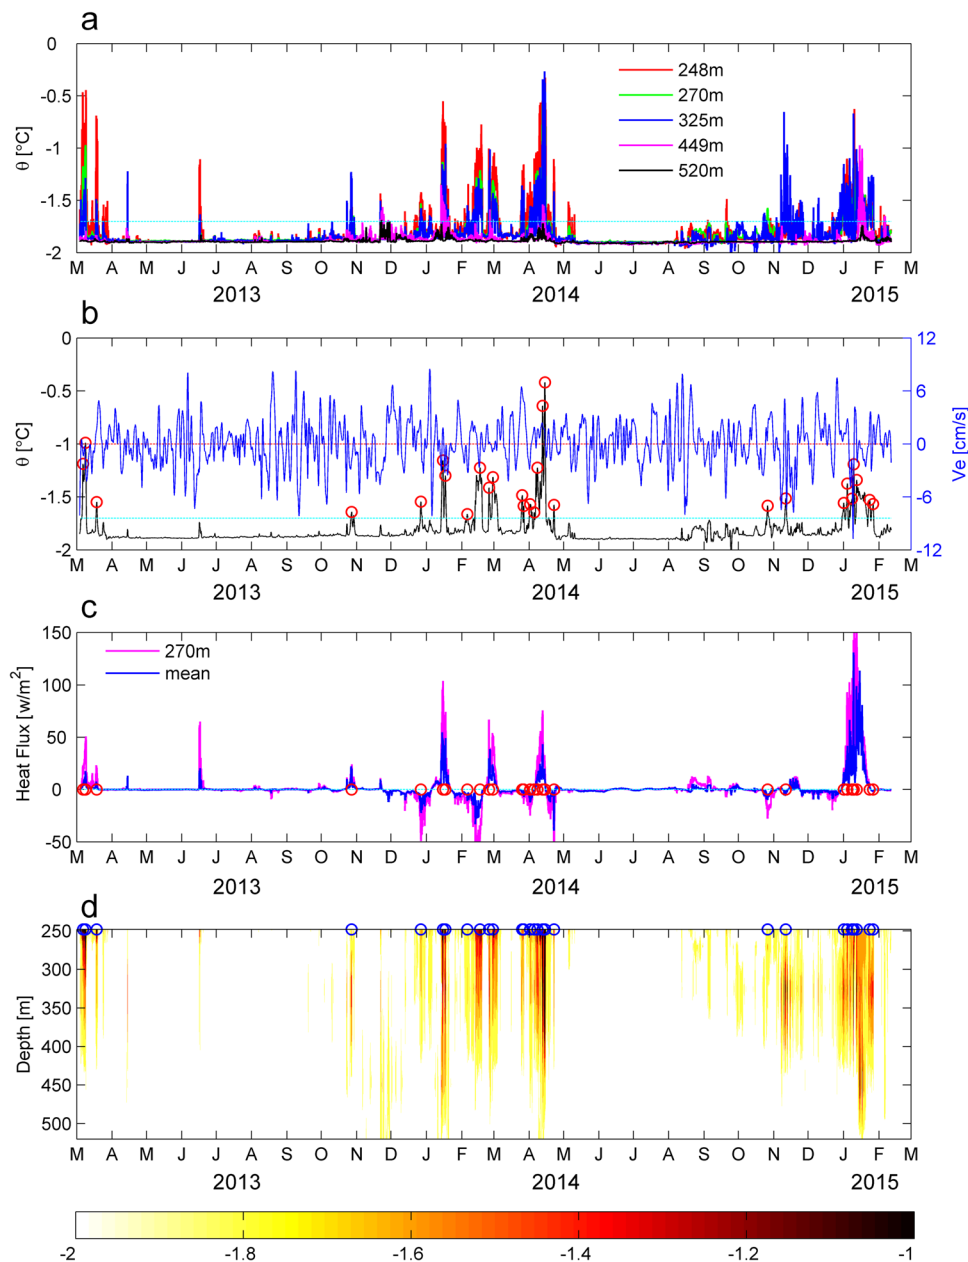 a
0
-0.5
-1
-1.5
-2
θ [°C]
248m
270m
325m
449m
520m
M A M J J A S O N D J F M A M J J A S O N D J F M
2013 2014 2015
b
0
-0.5
-1
-1.5
-2
θ [°C]
12
6
0
-6
-12
Ve [cm/s]
M A M J J A S O N D J F M A M J J A S O N D J F M
2013 2014 2015
c
150
100
50
0
-50
Heat Flux [w/m²]
270m
mean
M A M J J A S O N D J F M A M J J A S O N D J F M
2013 2014 2015
d
250
300
350
400
450
500
Depth [m]
M A M J J A S O N D J F M A M J J A S O N D J F M
2013 2014 2015
-2 -1.8 -1.6 -1.4 -1.2 -1